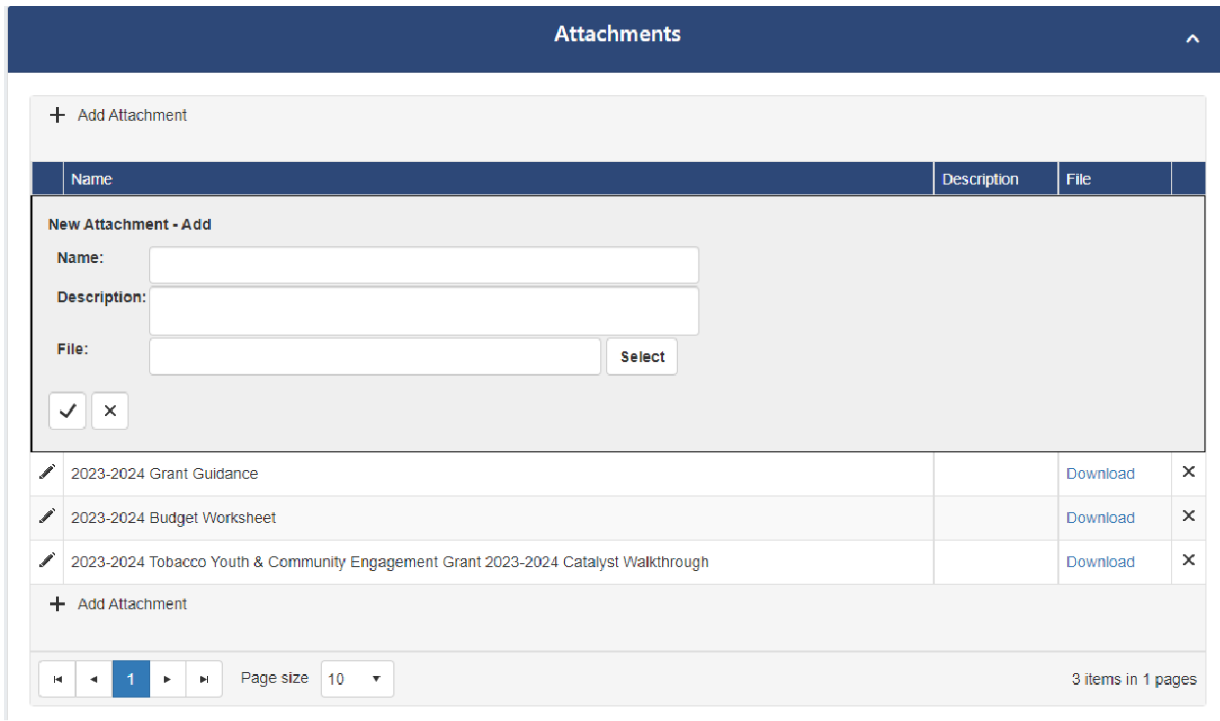 Attachments
+ Add Attachment
Name Description File
New Attachment - Add
Name:
Description:
File: Select
2023-2024 Grant Guidance Download
2023-2024 Budget Worksheet Download
2023-2024 Tobacco Youth & Community Engagement Grant 2023-2024 Catalyst Walkthrough Download
+ Add Attachment
1 Page size 10 3 items in 1 pages